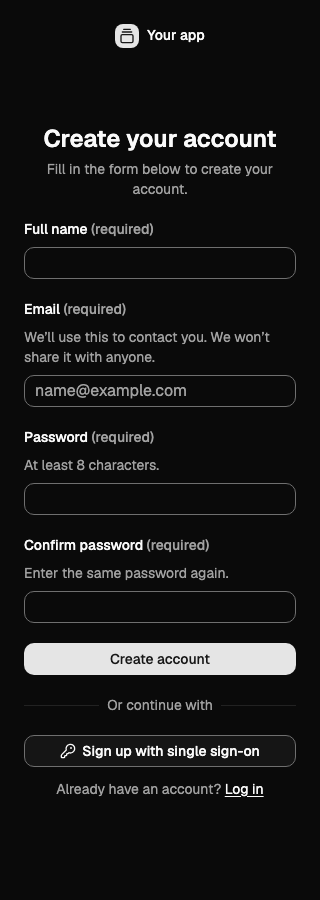 Your app
Create your account
Fill in the form below to create your
account.
Full name (required)
Email (required)
We’ll use this to contact you. We won’t
share it with anyone.
name@example.com
Password (required)
At least 8 characters.
Confirm password (required)
Enter the same password again.
Create account
Or continue with
Sign up with single sign-on
Already have an account? Log in